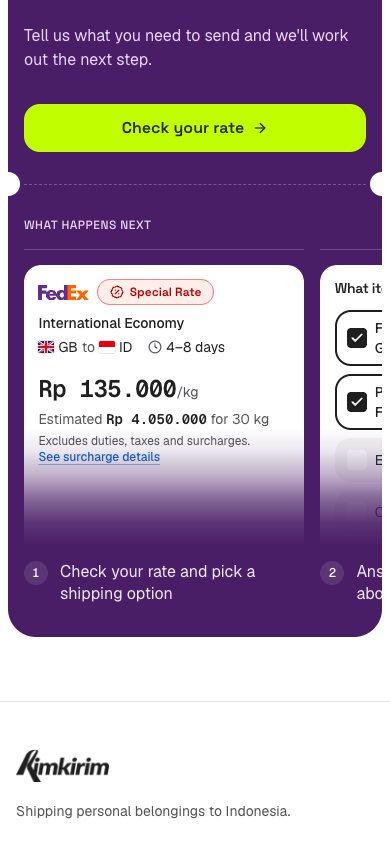 Tell us what you need to send and we'll work
out the next step.
Check your rate →
WHAT HAPPENS NEXT
FedEx
Special Rate
International Economy
GB to ID 4–8 days
Rp 135.000/kg
Estimated Rp 4.050.000 for 30 kg
Excludes duties, taxes and surcharges.
See surcharge details
1 Check your rate and pick a
shipping option
What it
F
G
P
F
E
2 Ans
abo
Kimkirim
Shipping personal belongings to Indonesia.